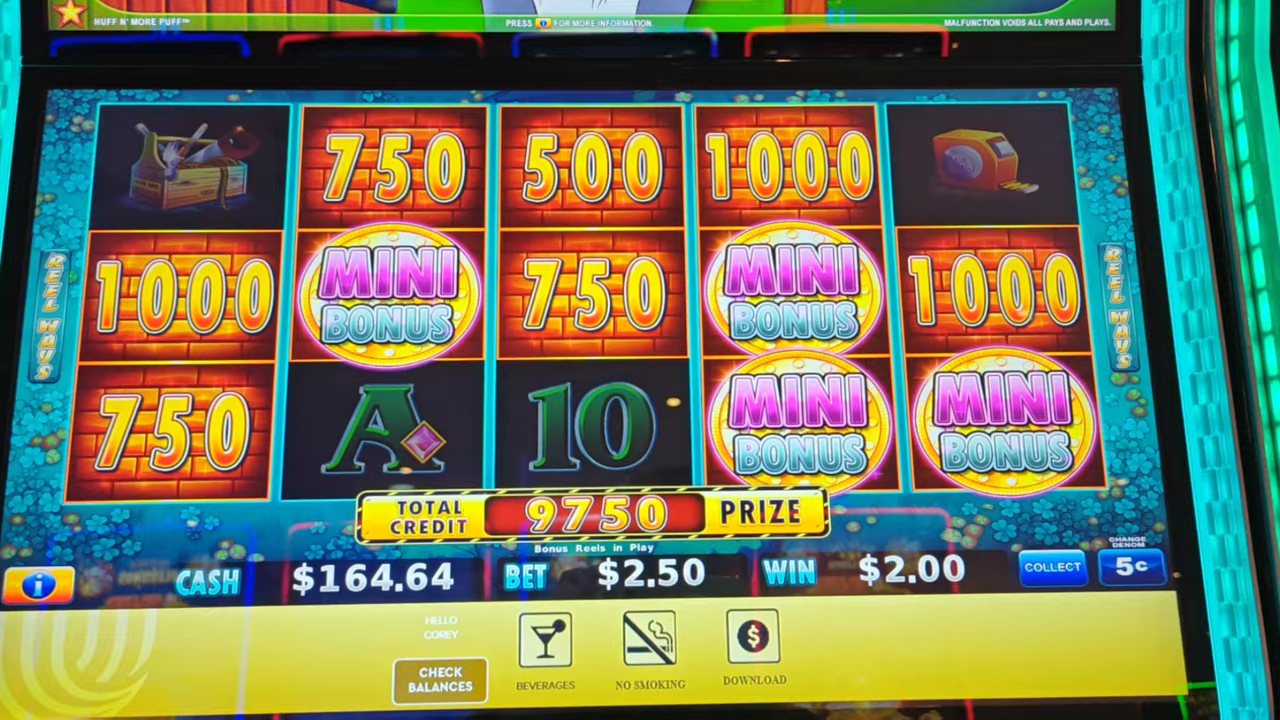 HUFF N' MORE PUFF™
PRESS i FOR MORE INFORMATION.
MALFUNCTION VOIDS ALL PAYS AND PLAYS.
750 500 1000
REEL WAYS
1000 MINI BONUS 750 MINI BONUS 1000
REEL WAYS
750 A 10 MINI BONUS MINI BONUS
TOTAL CREDIT 9750 PRIZE
Bonus Reels in Play
CHANGE DENOM
i CASH $164.64 BET $2.50 WIN $2.00 COLLECT 5¢
HELLO
COREY
CHECK
BALANCES
BEVERAGES
NO SMOKING
DOWNLOAD